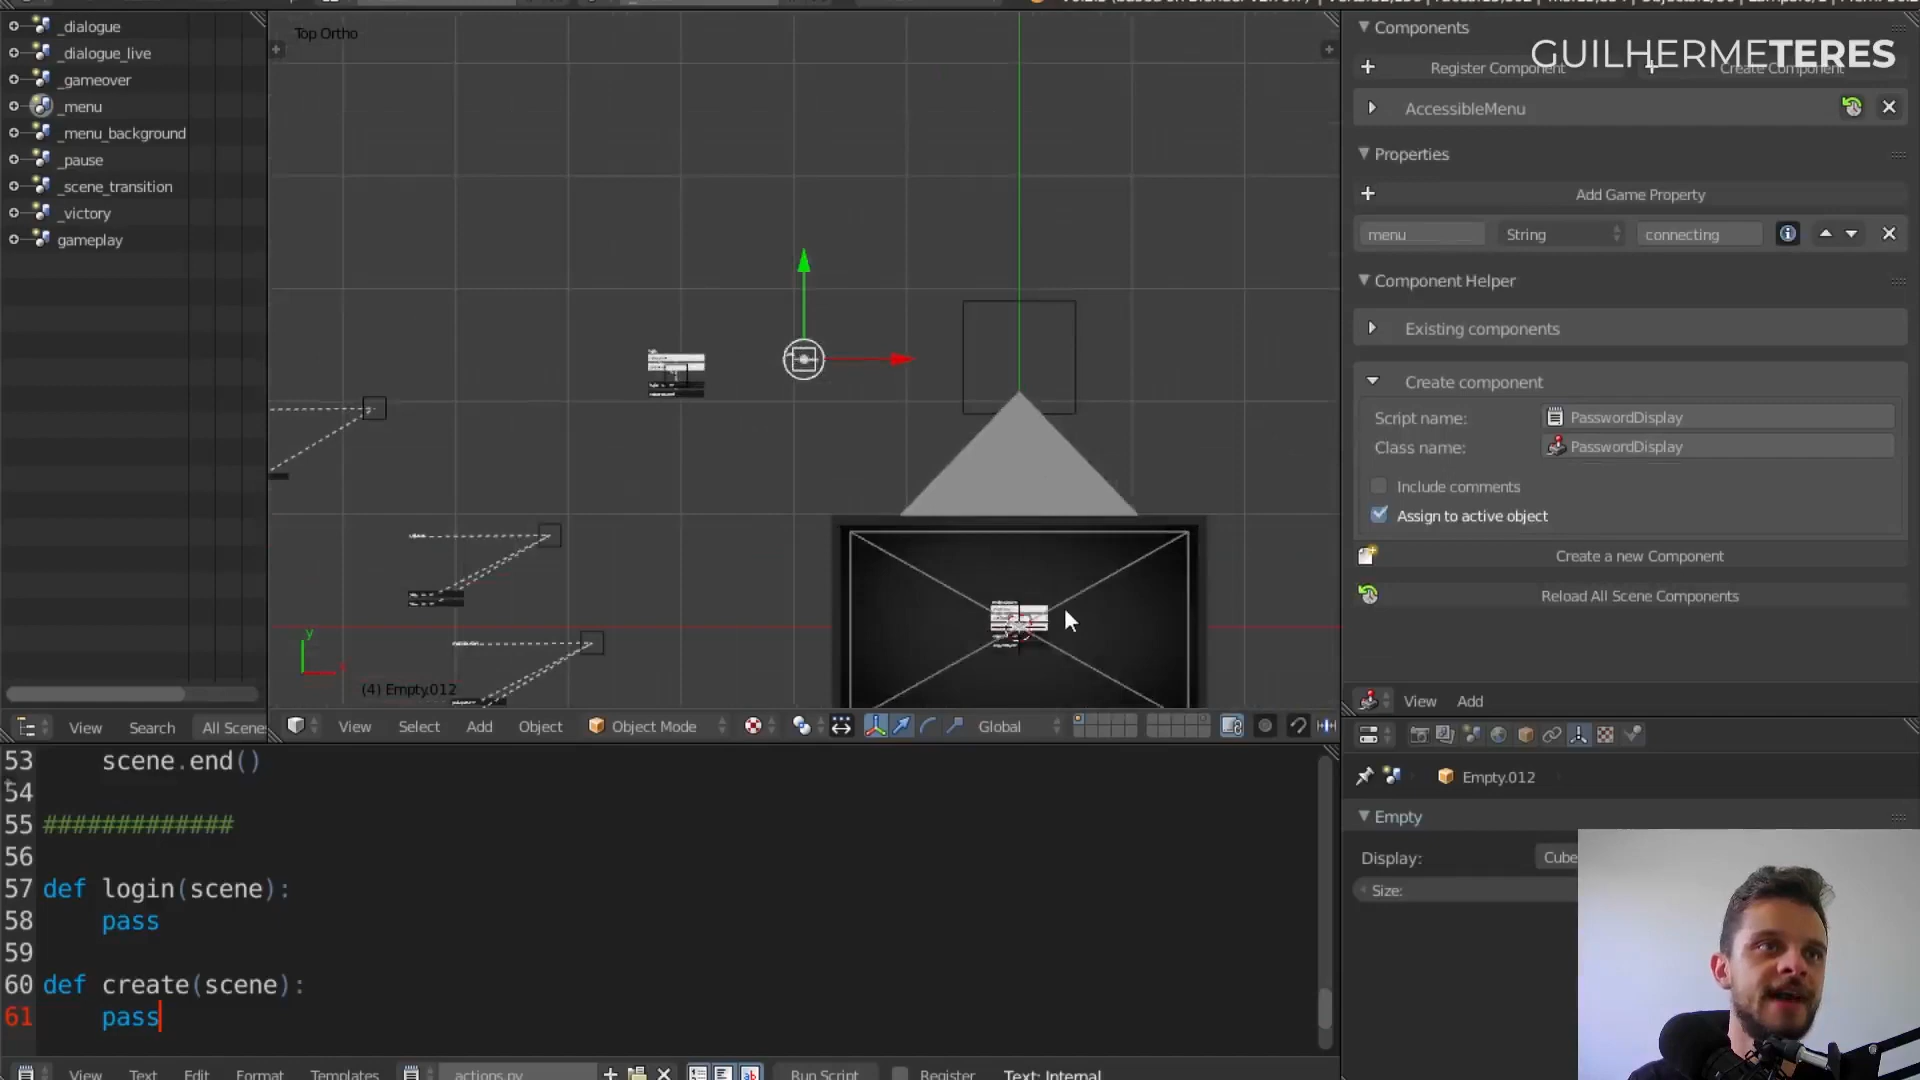 _dialogue
_dialogue_live
_gameover
_menu
_menu_background
_pause
_scene_transition
_victory
gameplay
View Search All Scenes
Top Ortho
(4) Empty.012
y
View Select Add Object Object Mode Global
53 scene.end()
54
55 #############
56
57 def login(scene):
58 pass
59
60 def create(scene):
61 pass
View Text Edit Format Templates actions.py Run Script Register Text: Internal
GUILHERMETERES
Components
Register Component Create Component
AccessibleMenu
Properties
Add Game Property
menu String connecting
Component Helper
Existing components
Create component
Script name: PasswordDisplay
Class name: PasswordDisplay
Include comments
Assign to active object
Create a new Component
Reload All Scene Components
View Add
Empty.012
Empty
Display: Cube
Size: